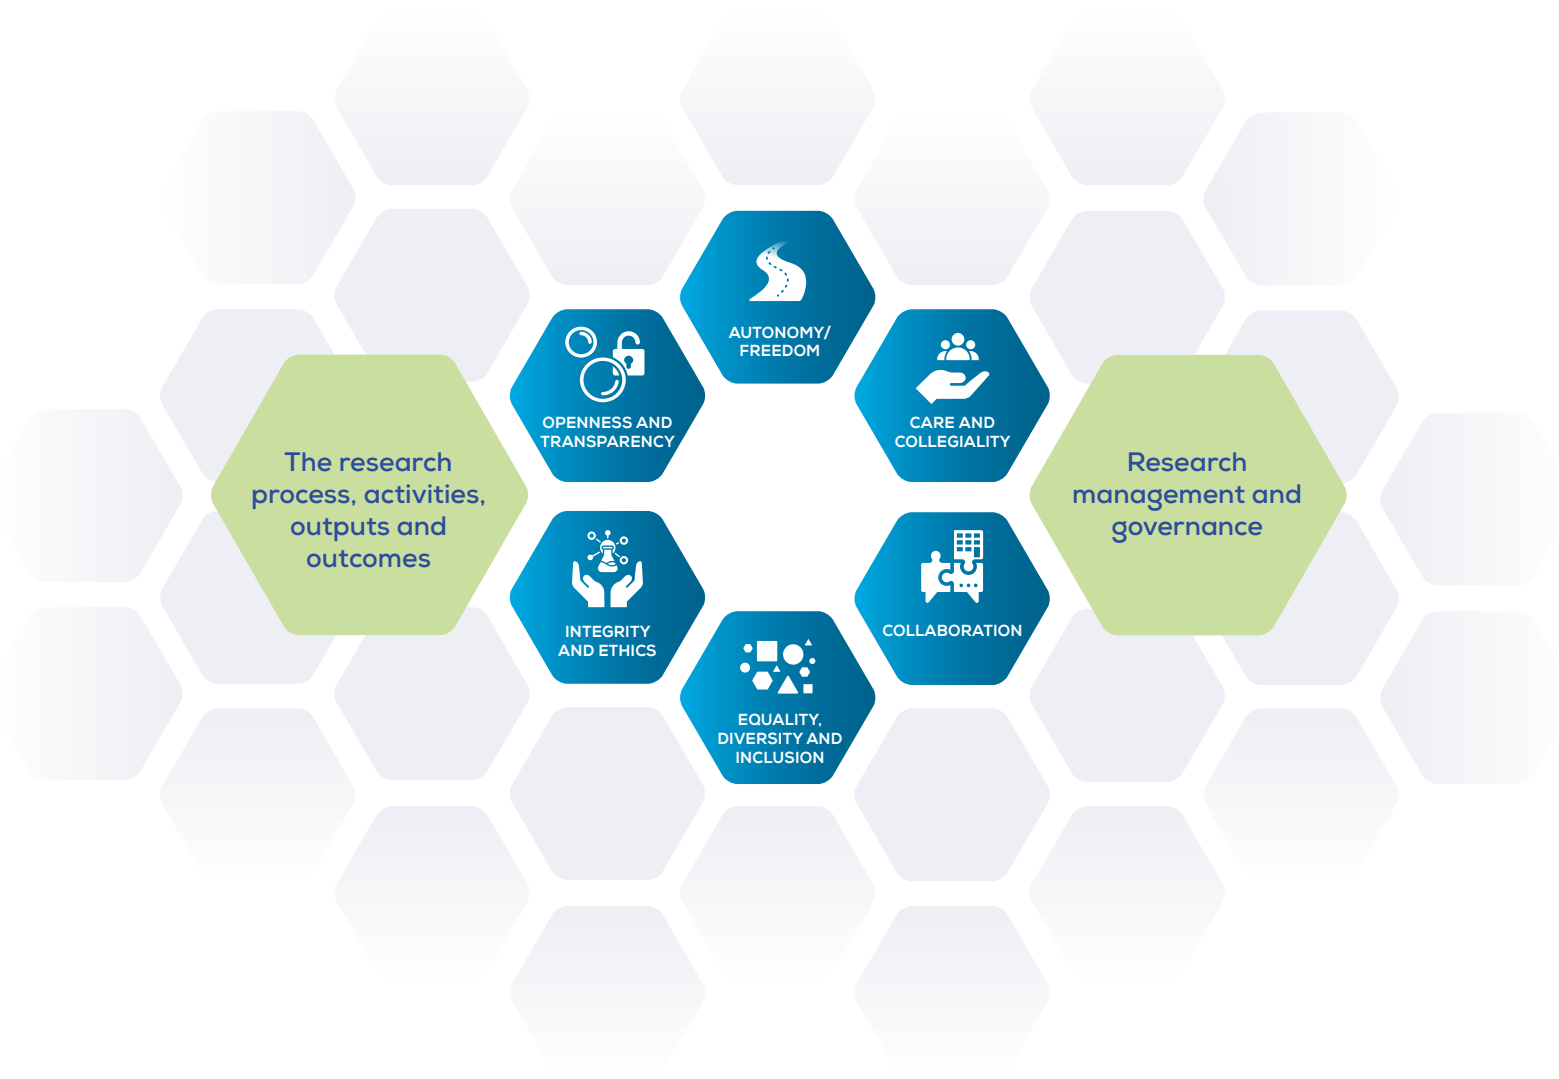 AUTONOMY/
FREEDOM
OPENNESS AND
TRANSPARENCY
CARE AND
COLLEGIALITY
The research
process, activities,
outputs and
outcomes
Research
management and
governance
INTEGRITY
AND ETHICS
COLLABORATION
EQUALITY,
DIVERSITY AND
INCLUSION